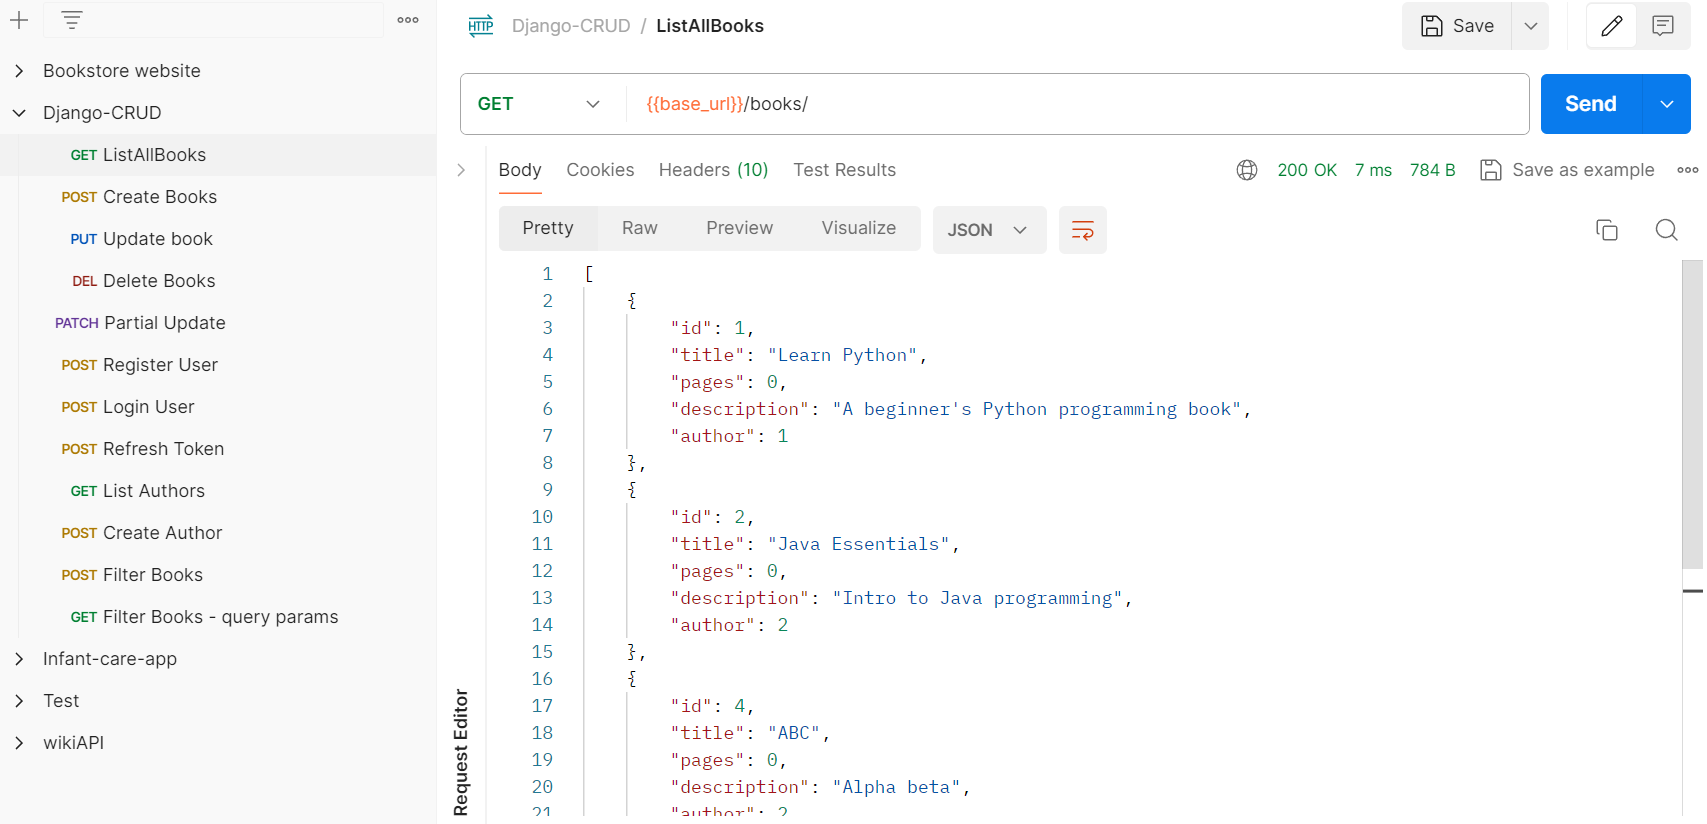 Bookstore website
Django-CRUD
GET ListAllBooks
POST Create Books
PUT Update book
DEL Delete Books
PATCH Partial Update
POST Register User
POST Login User
POST Refresh Token
GET List Authors
POST Create Author
POST Filter Books
GET Filter Books - query params
Infant-care-app
Test
wikiAPI
HTTP Django-CRUD / ListAllBooks
Save
GET {{base_url}}/books/ Send
Body Cookies Headers (10) Test Results 200 OK 7 ms 784 B Save as example
Pretty Raw Preview Visualize JSON
1 [
2 {
3 "id": 1,
4 "title": "Learn Python",
5 "pages": 0,
6 "description": "A beginner's Python programming book",
7 "author": 1
8 },
9 {
10 "id": 2,
11 "title": "Java Essentials",
12 "pages": 0,
13 "description": "Intro to Java programming",
14 "author": 2
15 },
16 {
17 "id": 4,
18 "title": "ABC",
19 "pages": 0,
20 "description": "Alpha beta",
21 "author": 2
Request Editor